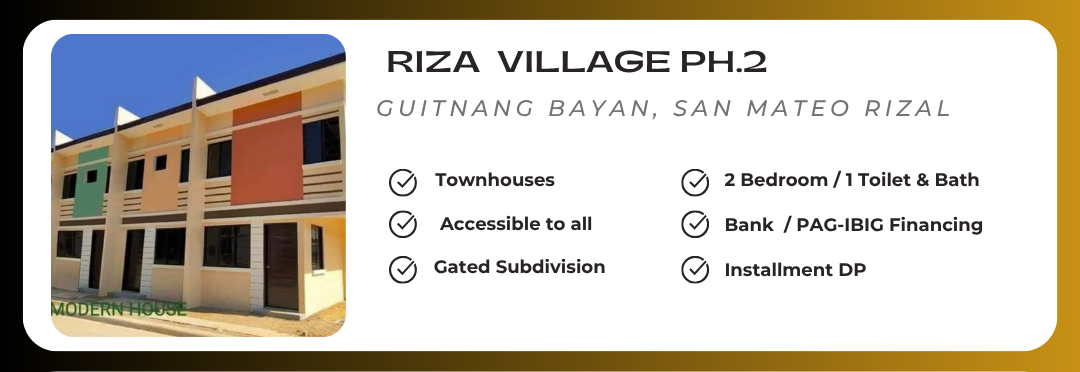 RIZA VILLAGE PH.2
GUITNANG BAYAN, SAN MATEO RIZAL
Townhouses
Accessible to all
Gated Subdivision
2 Bedroom / 1 Toilet & Bath
Bank / PAG-IBIG Financing
Installment DP
MODERN HOUSE